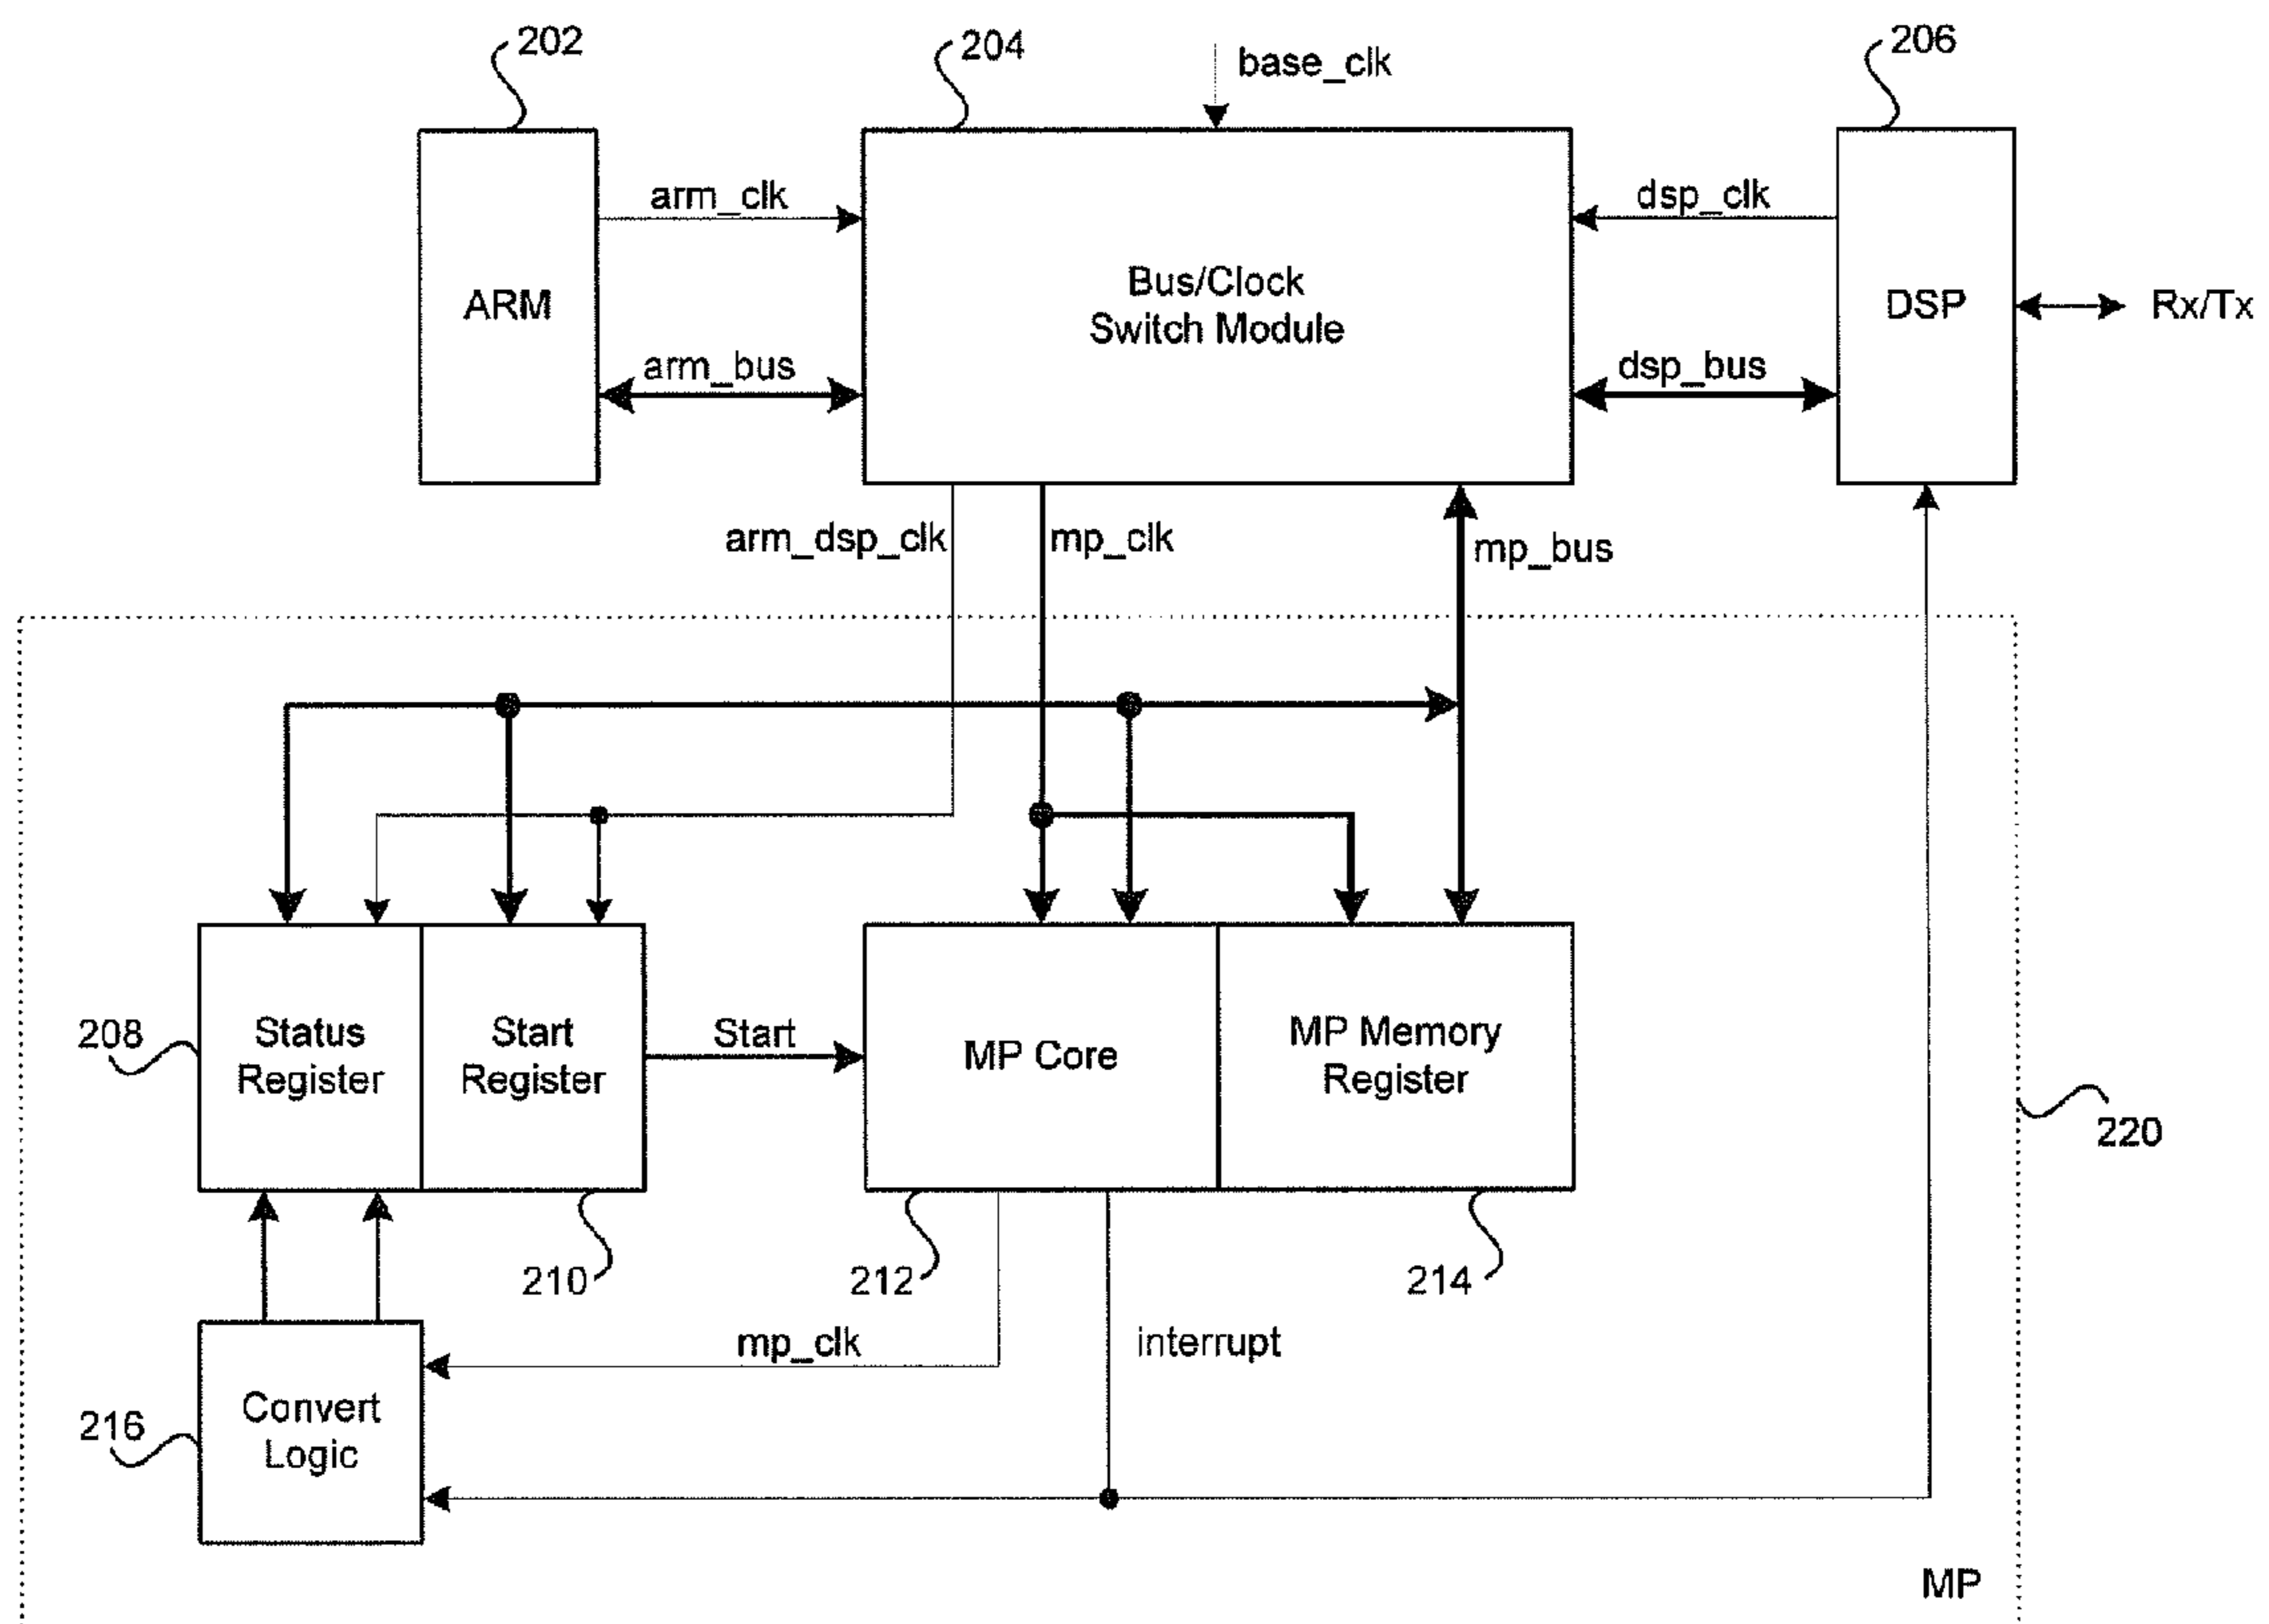 202
204
base_clk
206
arm_clk
dsp_clk
ARM
Bus/Clock
Switch Module
DSP
Rx/Tx
arm_bus
dsp_bus
arm_dsp_clk
mp_clk
mp_bus
208
Status
Register
Start
Register
Start
MP Core
MP Memory
Register
220
210
212
214
mp_clk
interrupt
216
Convert
Logic
MP